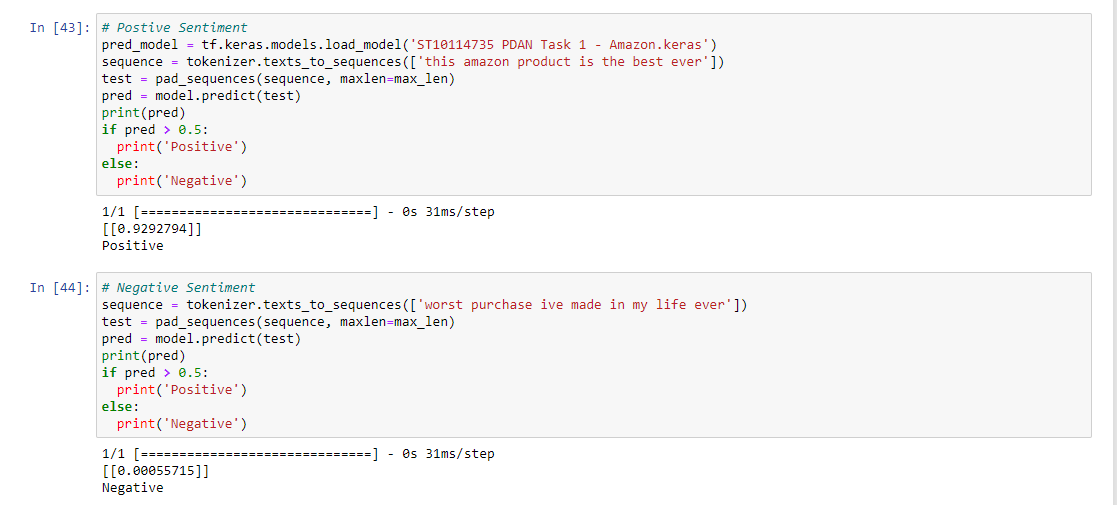 In [43]: # Postive Sentiment
pred_model = tf.keras.models.load_model('ST10114735 PDAN Task 1 - Amazon.keras')
sequence = tokenizer.texts_to_sequences(['this amazon product is the best ever'])
test = pad_sequences(sequence, maxlen=max_len)
pred = model.predict(test)
print(pred)
if pred > 0.5:
  print('Positive')
else:
  print('Negative')
1/1 [==============================] - 0s 31ms/step
[[0.9292794]]
Positive
In [44]: # Negative Sentiment
sequence = tokenizer.texts_to_sequences(['worst purchase ive made in my life ever'])
test = pad_sequences(sequence, maxlen=max_len)
pred = model.predict(test)
print(pred)
if pred > 0.5:
  print('Positive')
else:
  print('Negative')
1/1 [==============================] - 0s 31ms/step
[[0.00055715]]
Negative